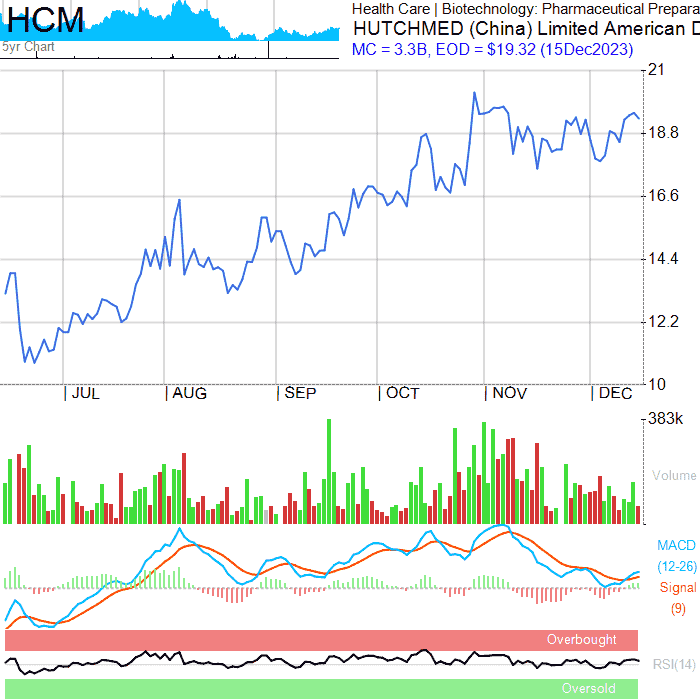 HCM
5yr Chart
Health Care | Biotechnology: Pharmaceutical Prepara
HUTCHMED (China) Limited American D
MC = 3.3B, EOD = $19.32 (15Dec2023)
21
18.8
16.6
14.4
12.2
10
| JUL | AUG | SEP | OCT | NOV | DEC
383k
Volume
MACD
(12-26)
Signal
(9)
Overbought
RSI(14)
Oversold